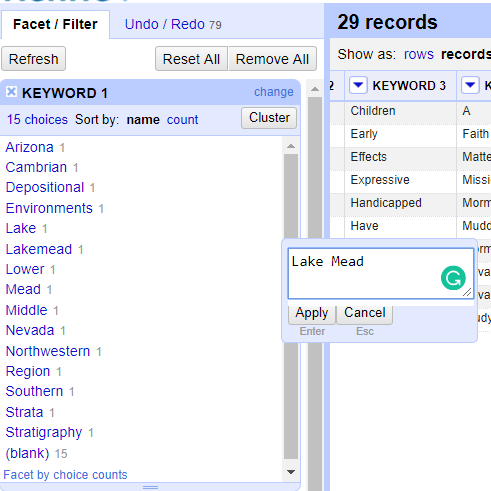 Facet / Filter Undo / Redo 79
Refresh Reset All Remove All
KEYWORD 1 change
15 choices Sort by: name count Cluster
Arizona 1
Cambrian 1
Depositional 1
Environments 1
Lake 1
Lakemead 1
Lower 1
Mead 1
Middle 1
Nevada 1
Northwestern 1
Region 1
Southern 1
Strata 1
Stratigraphy 1
(blank) 15
Facet by choice counts
29 records
Show as: rows records
2 KEYWORD 3 K
Children A
Early Faith
Effects Matte
Expressive Missi
Handicapped Morm
Have Mudd
orm
Lake Mead
G
va
va
udy
Apply Cancel
Enter Esc